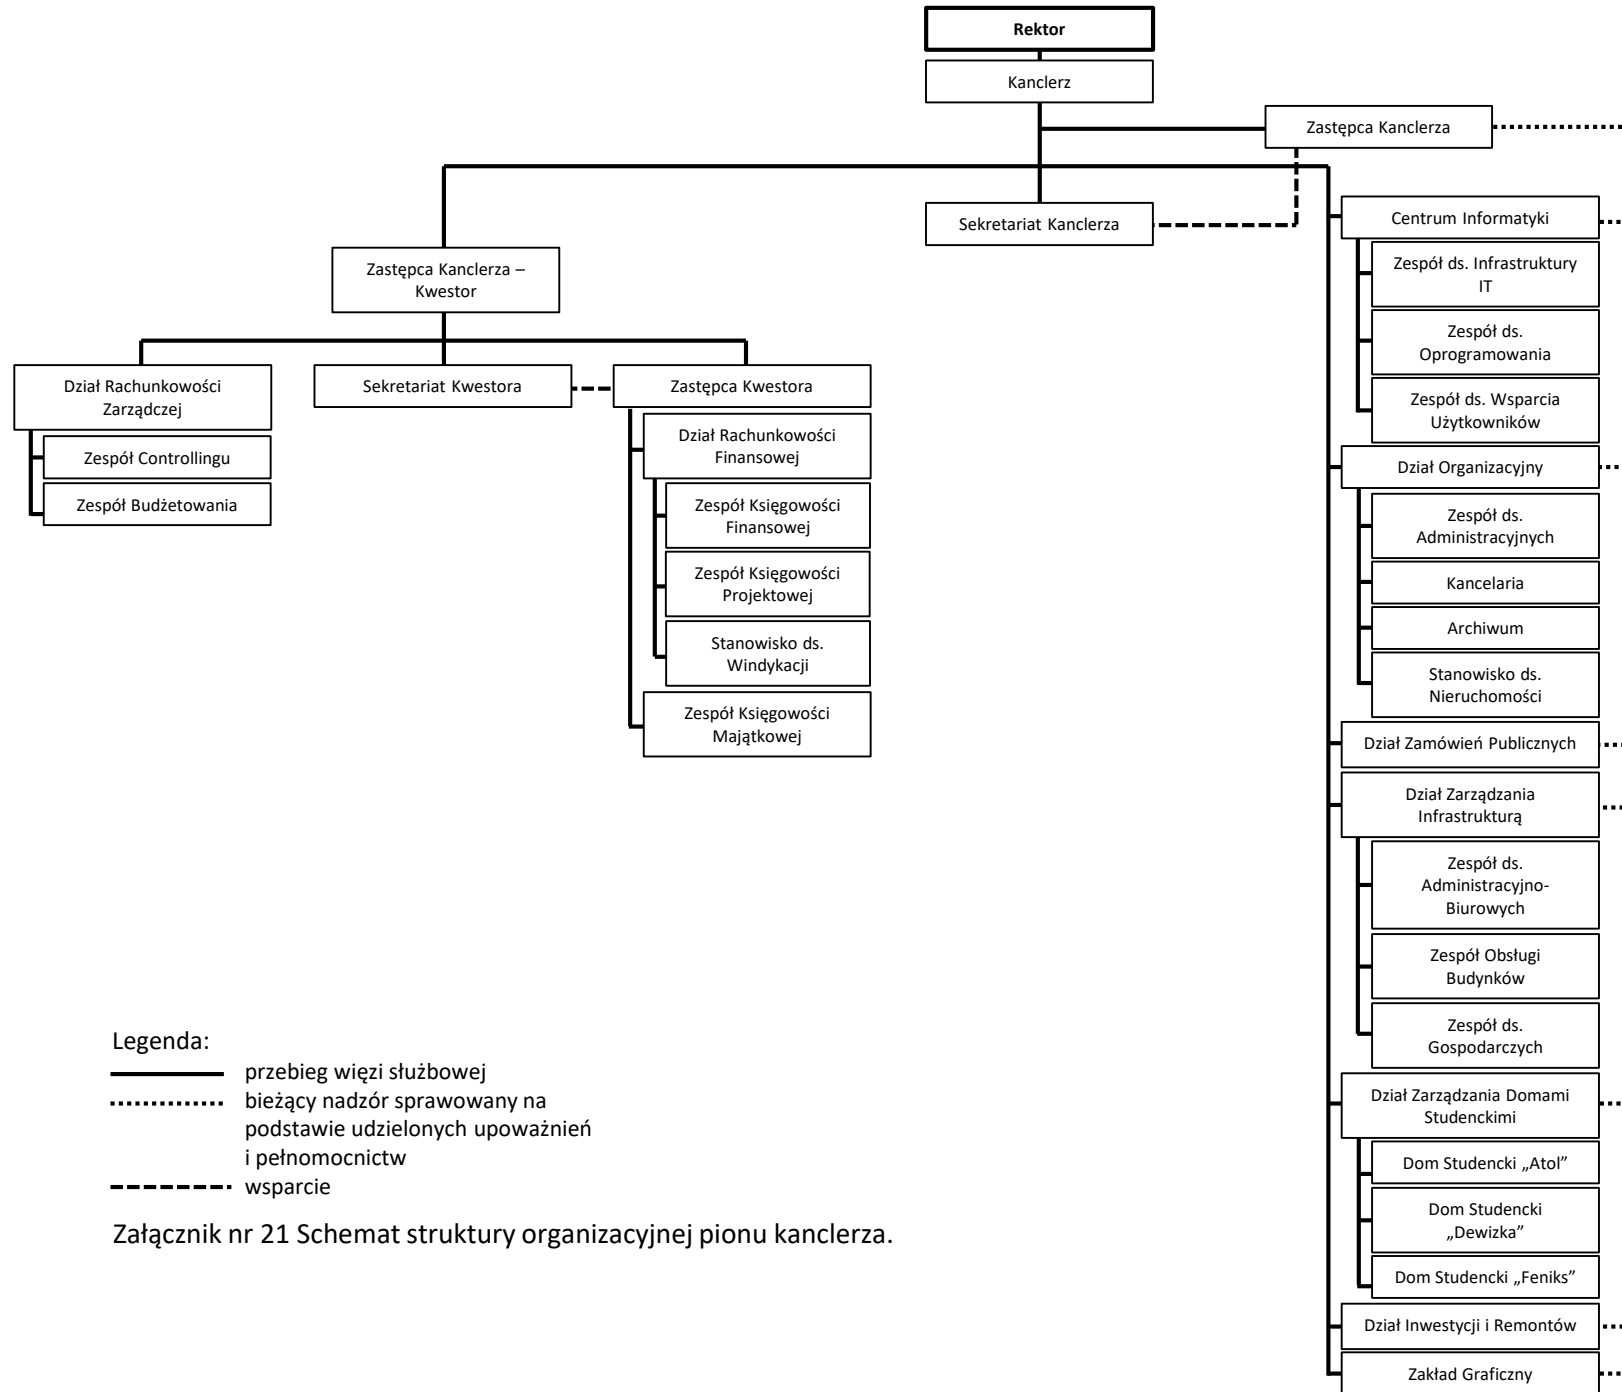 Rektor
Kanclerz
Zastępca Kanclerza
Sekretariat Kanclerza
Zastępca Kanclerza –
Kwestor
Dział Rachunkowości
Zarządczej
Zespół Controllingu
Zespół Budżetowania
Sekretariat Kwestora
Zastępca Kwestora
Dział Rachunkowości
Finansowej
Zespół Księgowości
Finansowej
Zespół Księgowości
Projektowej
Stanowisko ds.
Windykacji
Zespół Księgowości
Majątkowej
Centrum Informatyki
Zespół ds. Infrastruktury
IT
Zespół ds.
Oprogramowania
Zespół ds. Wsparcia
Użytkowników
Dział Organizacyjny
Zespół ds.
Administracyjnych
Kancelaria
Archiwum
Stanowisko ds.
Nieruchomości
Dział Zamówień Publicznych
Dział Zarządzania
Infrastrukturą
Zespół ds.
Administracyjno-
Biurowych
Zespół Obsługi
Budynków
Zespół ds.
Gospodarczych
Dział Zarządzania Domami
Studenckimi
Dom Studencki „Atol”
Dom Studencki
„Dewizka”
Dom Studencki „Feniks”
Dział Inwestycji i Remontów
Zakład Graficzny
Legenda:
przebieg więzi służbowej
bieżący nadzór sprawowany na
podstawie udzielonych upoważnień
i pełnomocnictw
wsparcie
Załącznik nr 21 Schemat struktury organizacyjnej pionu kanclerza.